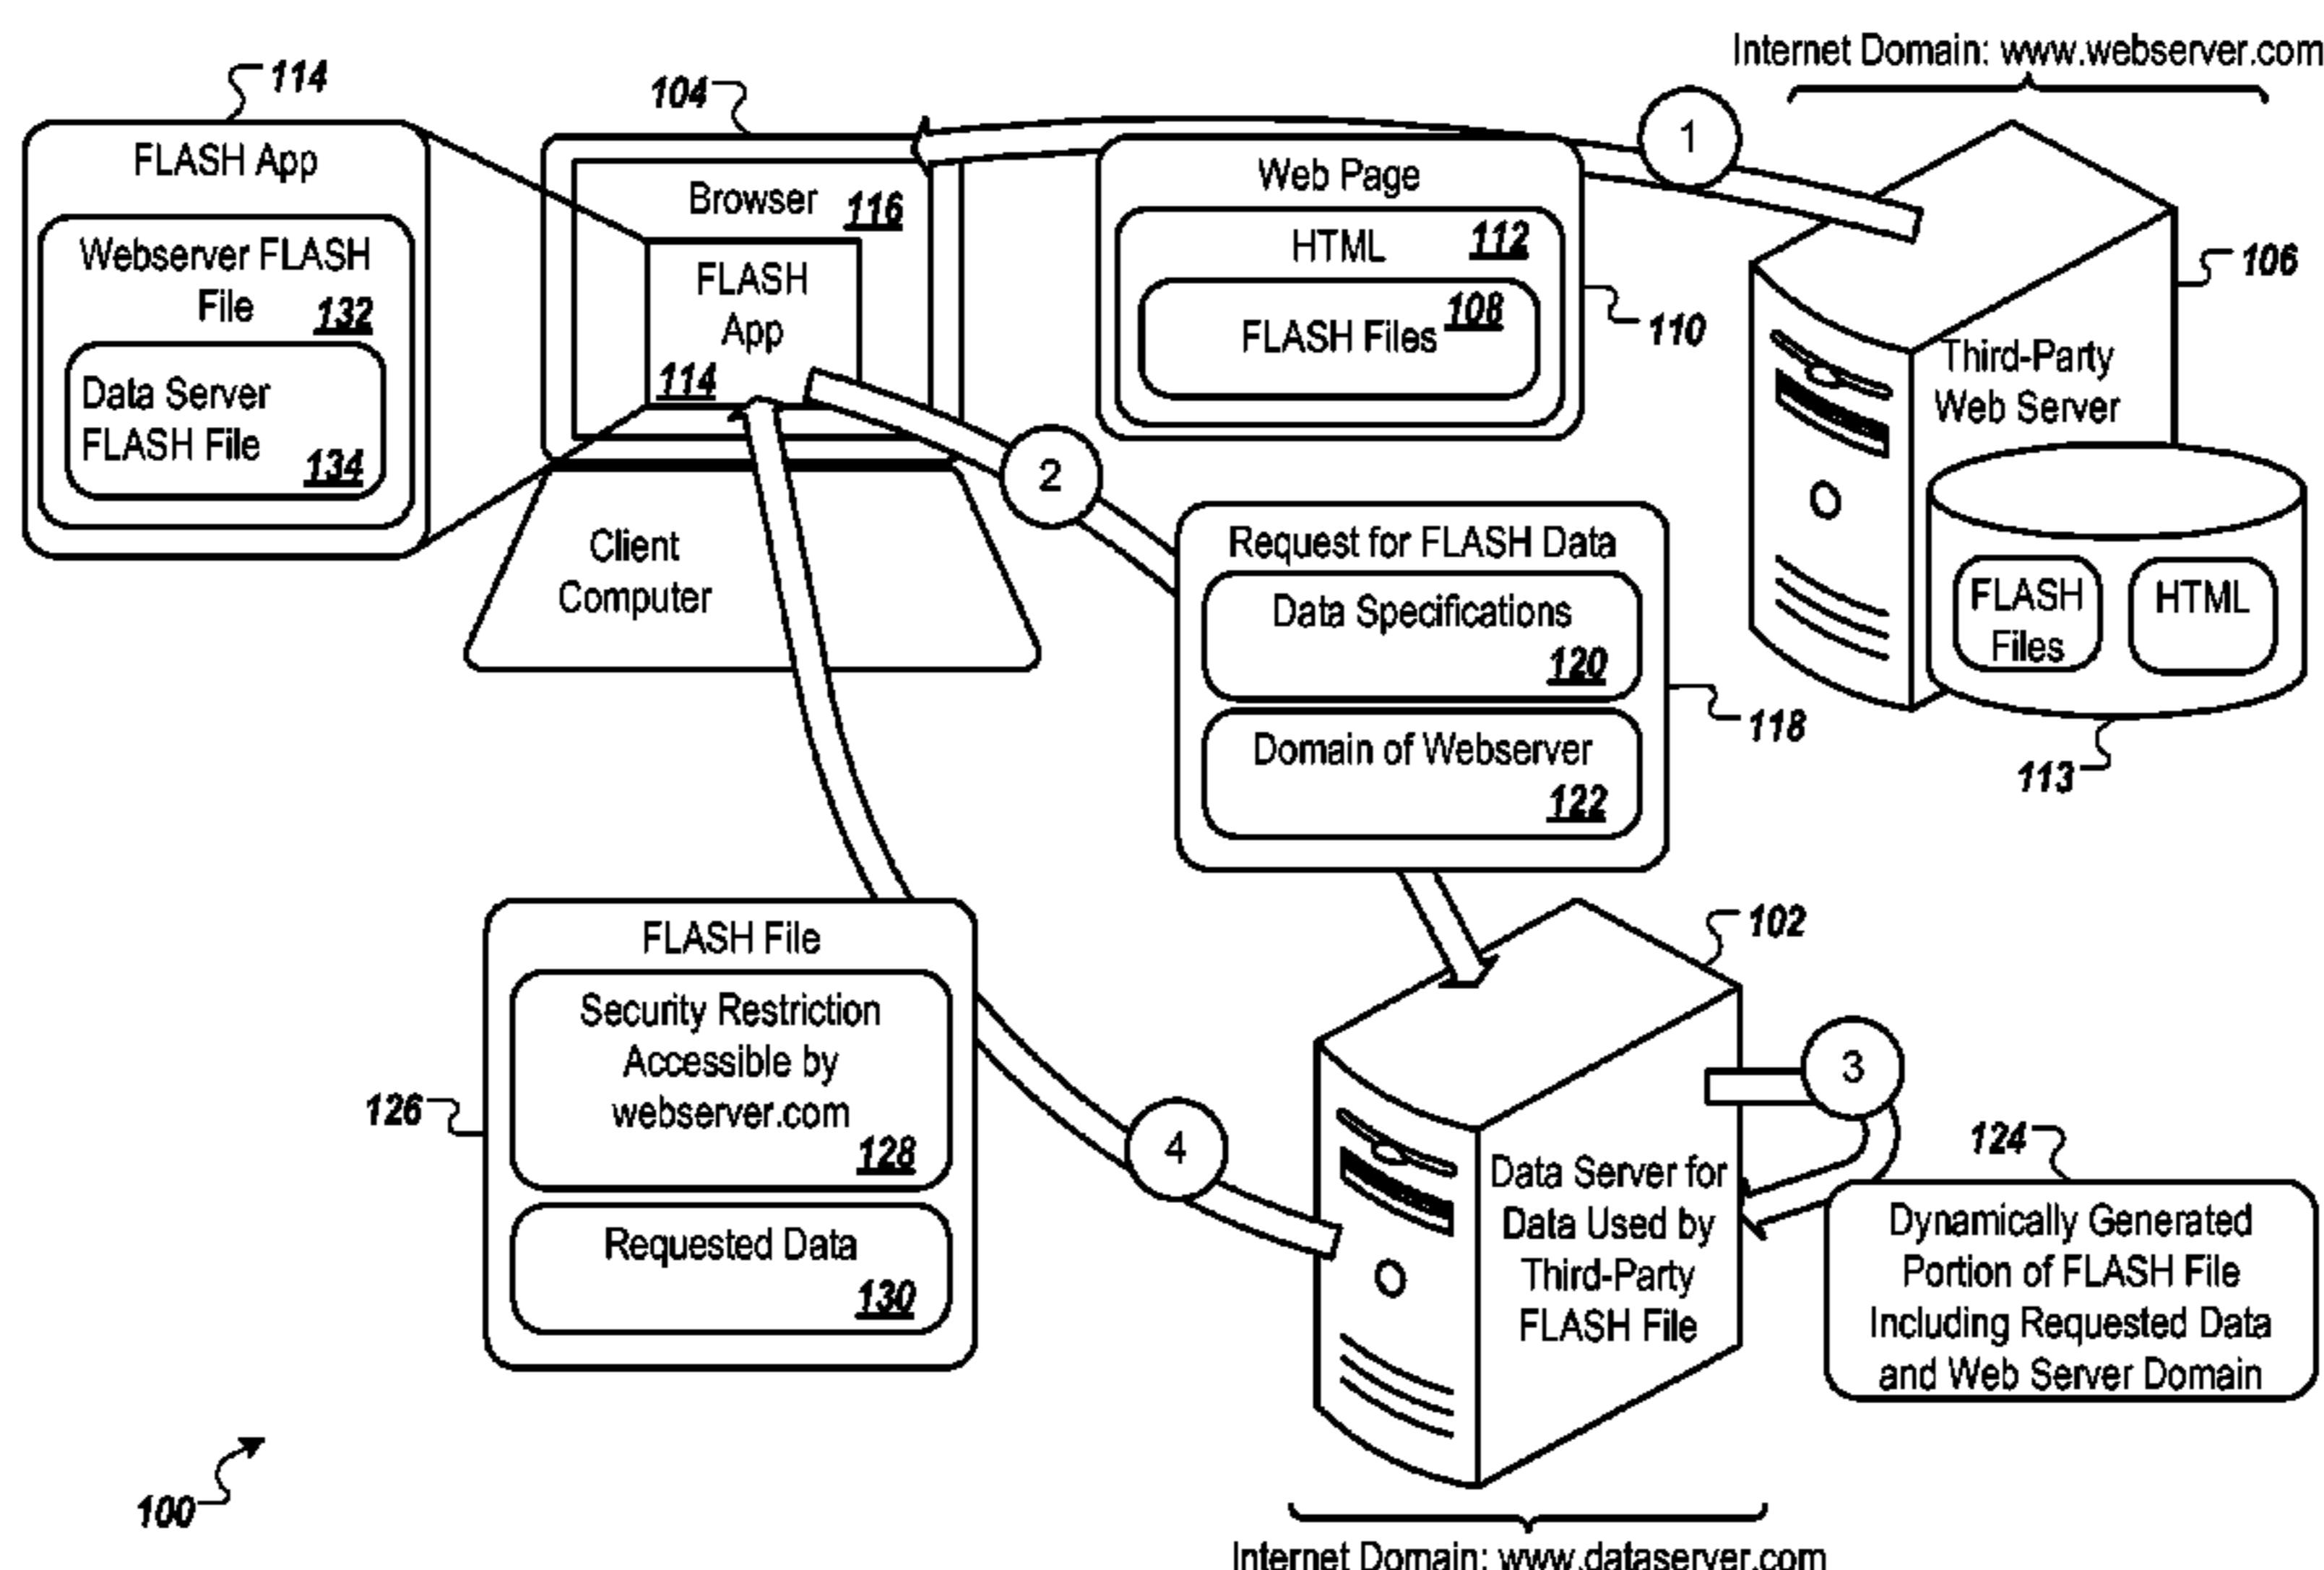 Internet Domain: www.webserver.com
114
FLASH App
Webserver FLASH
File 132
Data Server
FLASH File
134
104
Browser 116
FLASH
App
114
Client
Computer
1
Web Page
HTML 112
FLASH Files 108
110
106
Third-Party
Web Server
FLASH
Files
HTML
113
2
Request for FLASH Data
Data Specifications
120
Domain of Webserver
122
118
FLASH File
Security Restriction
Accessible by
webserver.com
128
Requested Data
130
126
4
102
Data Server for
Data Used by
Third-Party
FLASH File
3
124
Dynamically Generated
Portion of FLASH File
Including Requested Data
and Web Server Domain
100
Internet Domain: www.dataserver.com